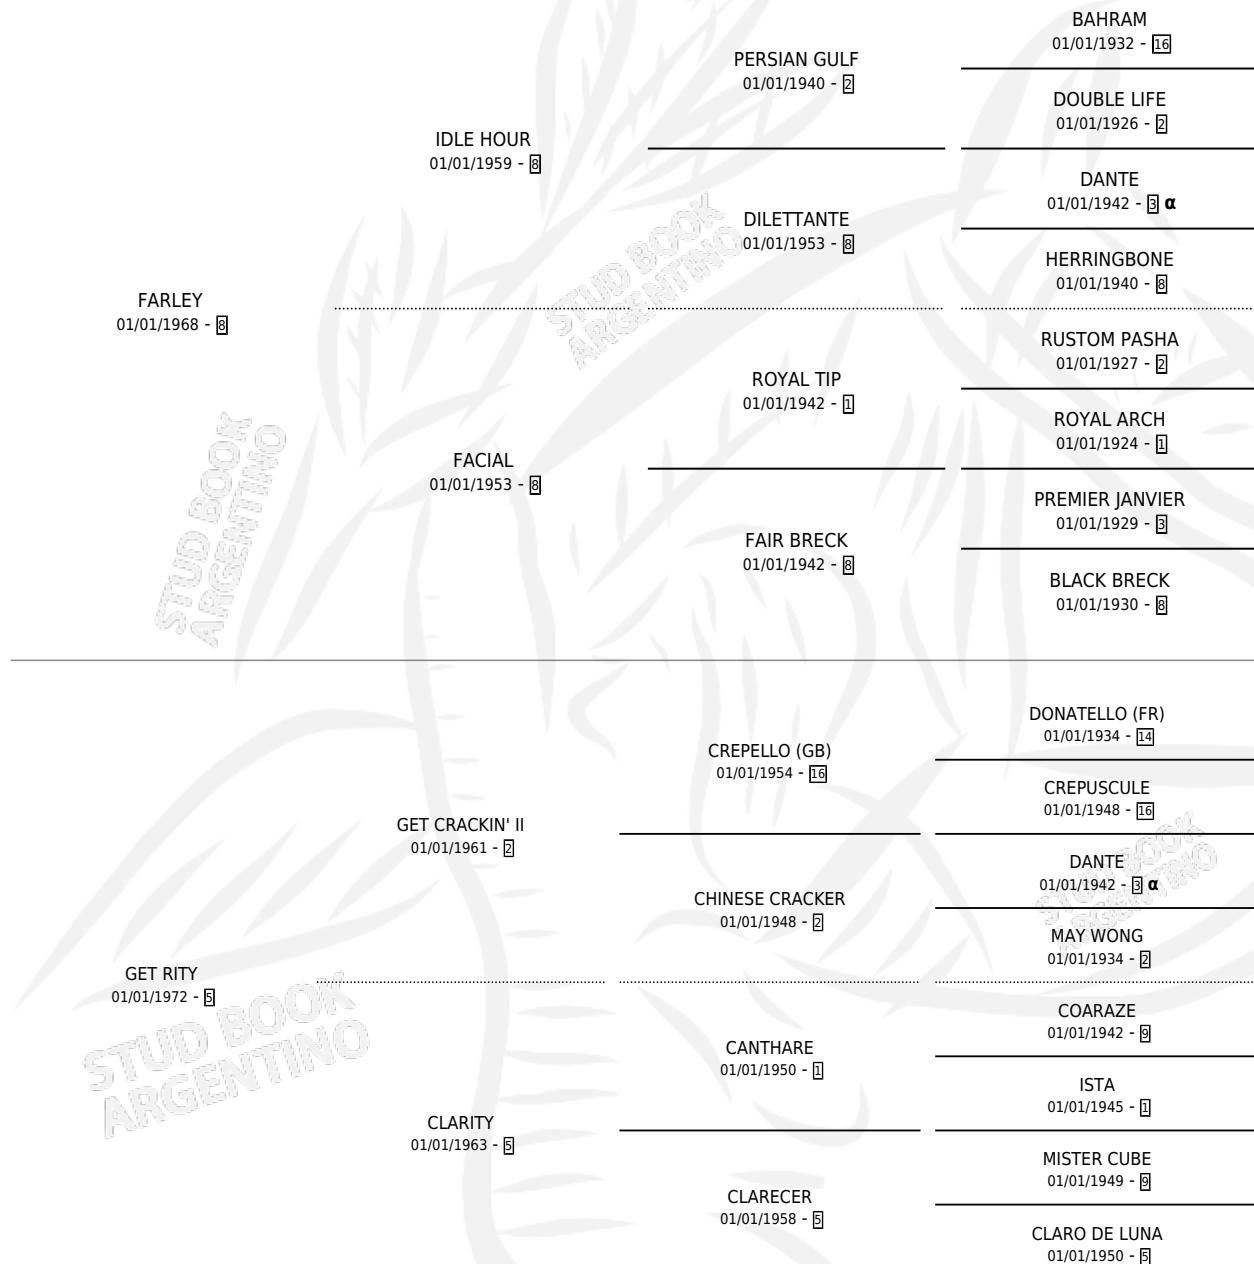 BAHRAM
01/01/1932 - 16
PERSIAN GULF
01/01/1940 - 2
DOUBLE LIFE
01/01/1926 - 2
IDLE HOUR
01/01/1959 - 8
DANTE
01/01/1942 - 3 α
DILETTANTE
01/01/1953 - 8
HERRINGBONE
01/01/1940 - 8
FARLEY
01/01/1968 - 8
RUSTOM PASHA
01/01/1927 - 2
ROYAL TIP
01/01/1942 - 1
ROYAL ARCH
01/01/1924 - 1
FACIAL
01/01/1953 - 8
PREMIER JANVIER
01/01/1929 - 3
FAIR BRECK
01/01/1942 - 8
BLACK BRECK
01/01/1930 - 8
STUD BOOK
ARGENTINO
STUD BOOK
ARGENTINO
DONATELLO (FR)
01/01/1934 - 14
CREPELLO (GB)
01/01/1954 - 16
CREPUSCULE
01/01/1948 - 16
GET CRACKIN' II
01/01/1961 - 2
DANTE
01/01/1942 - 3 α
CHINESE CRACKER
01/01/1948 - 2
MAY WONG
01/01/1934 - 2
GET RITY
01/01/1972 - 5
COARAZE
01/01/1942 - 9
CANTHARE
01/01/1950 - 1
ISTA
01/01/1945 - 1
CLARITY
01/01/1963 - 5
MISTER CUBE
01/01/1949 - 9
CLARECER
01/01/1958 - 5
CLARO DE LUNA
01/01/1950 - 5
STUD BOOK
ARGENTINO
STUD BOOK
ARGENTINO